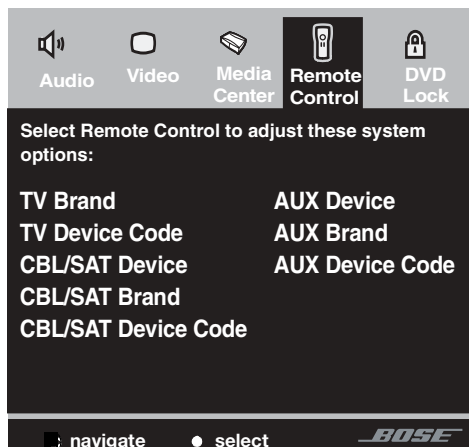 Audio
Video
Media
Center
Remote
Control
DVD
Lock
Select Remote Control to adjust these system
options:
TV Brand
TV Device Code
CBL/SAT Device
CBL/SAT Brand
CBL/SAT Device Code
AUX Device
AUX Brand
AUX Device Code
navigate
select
BOSE